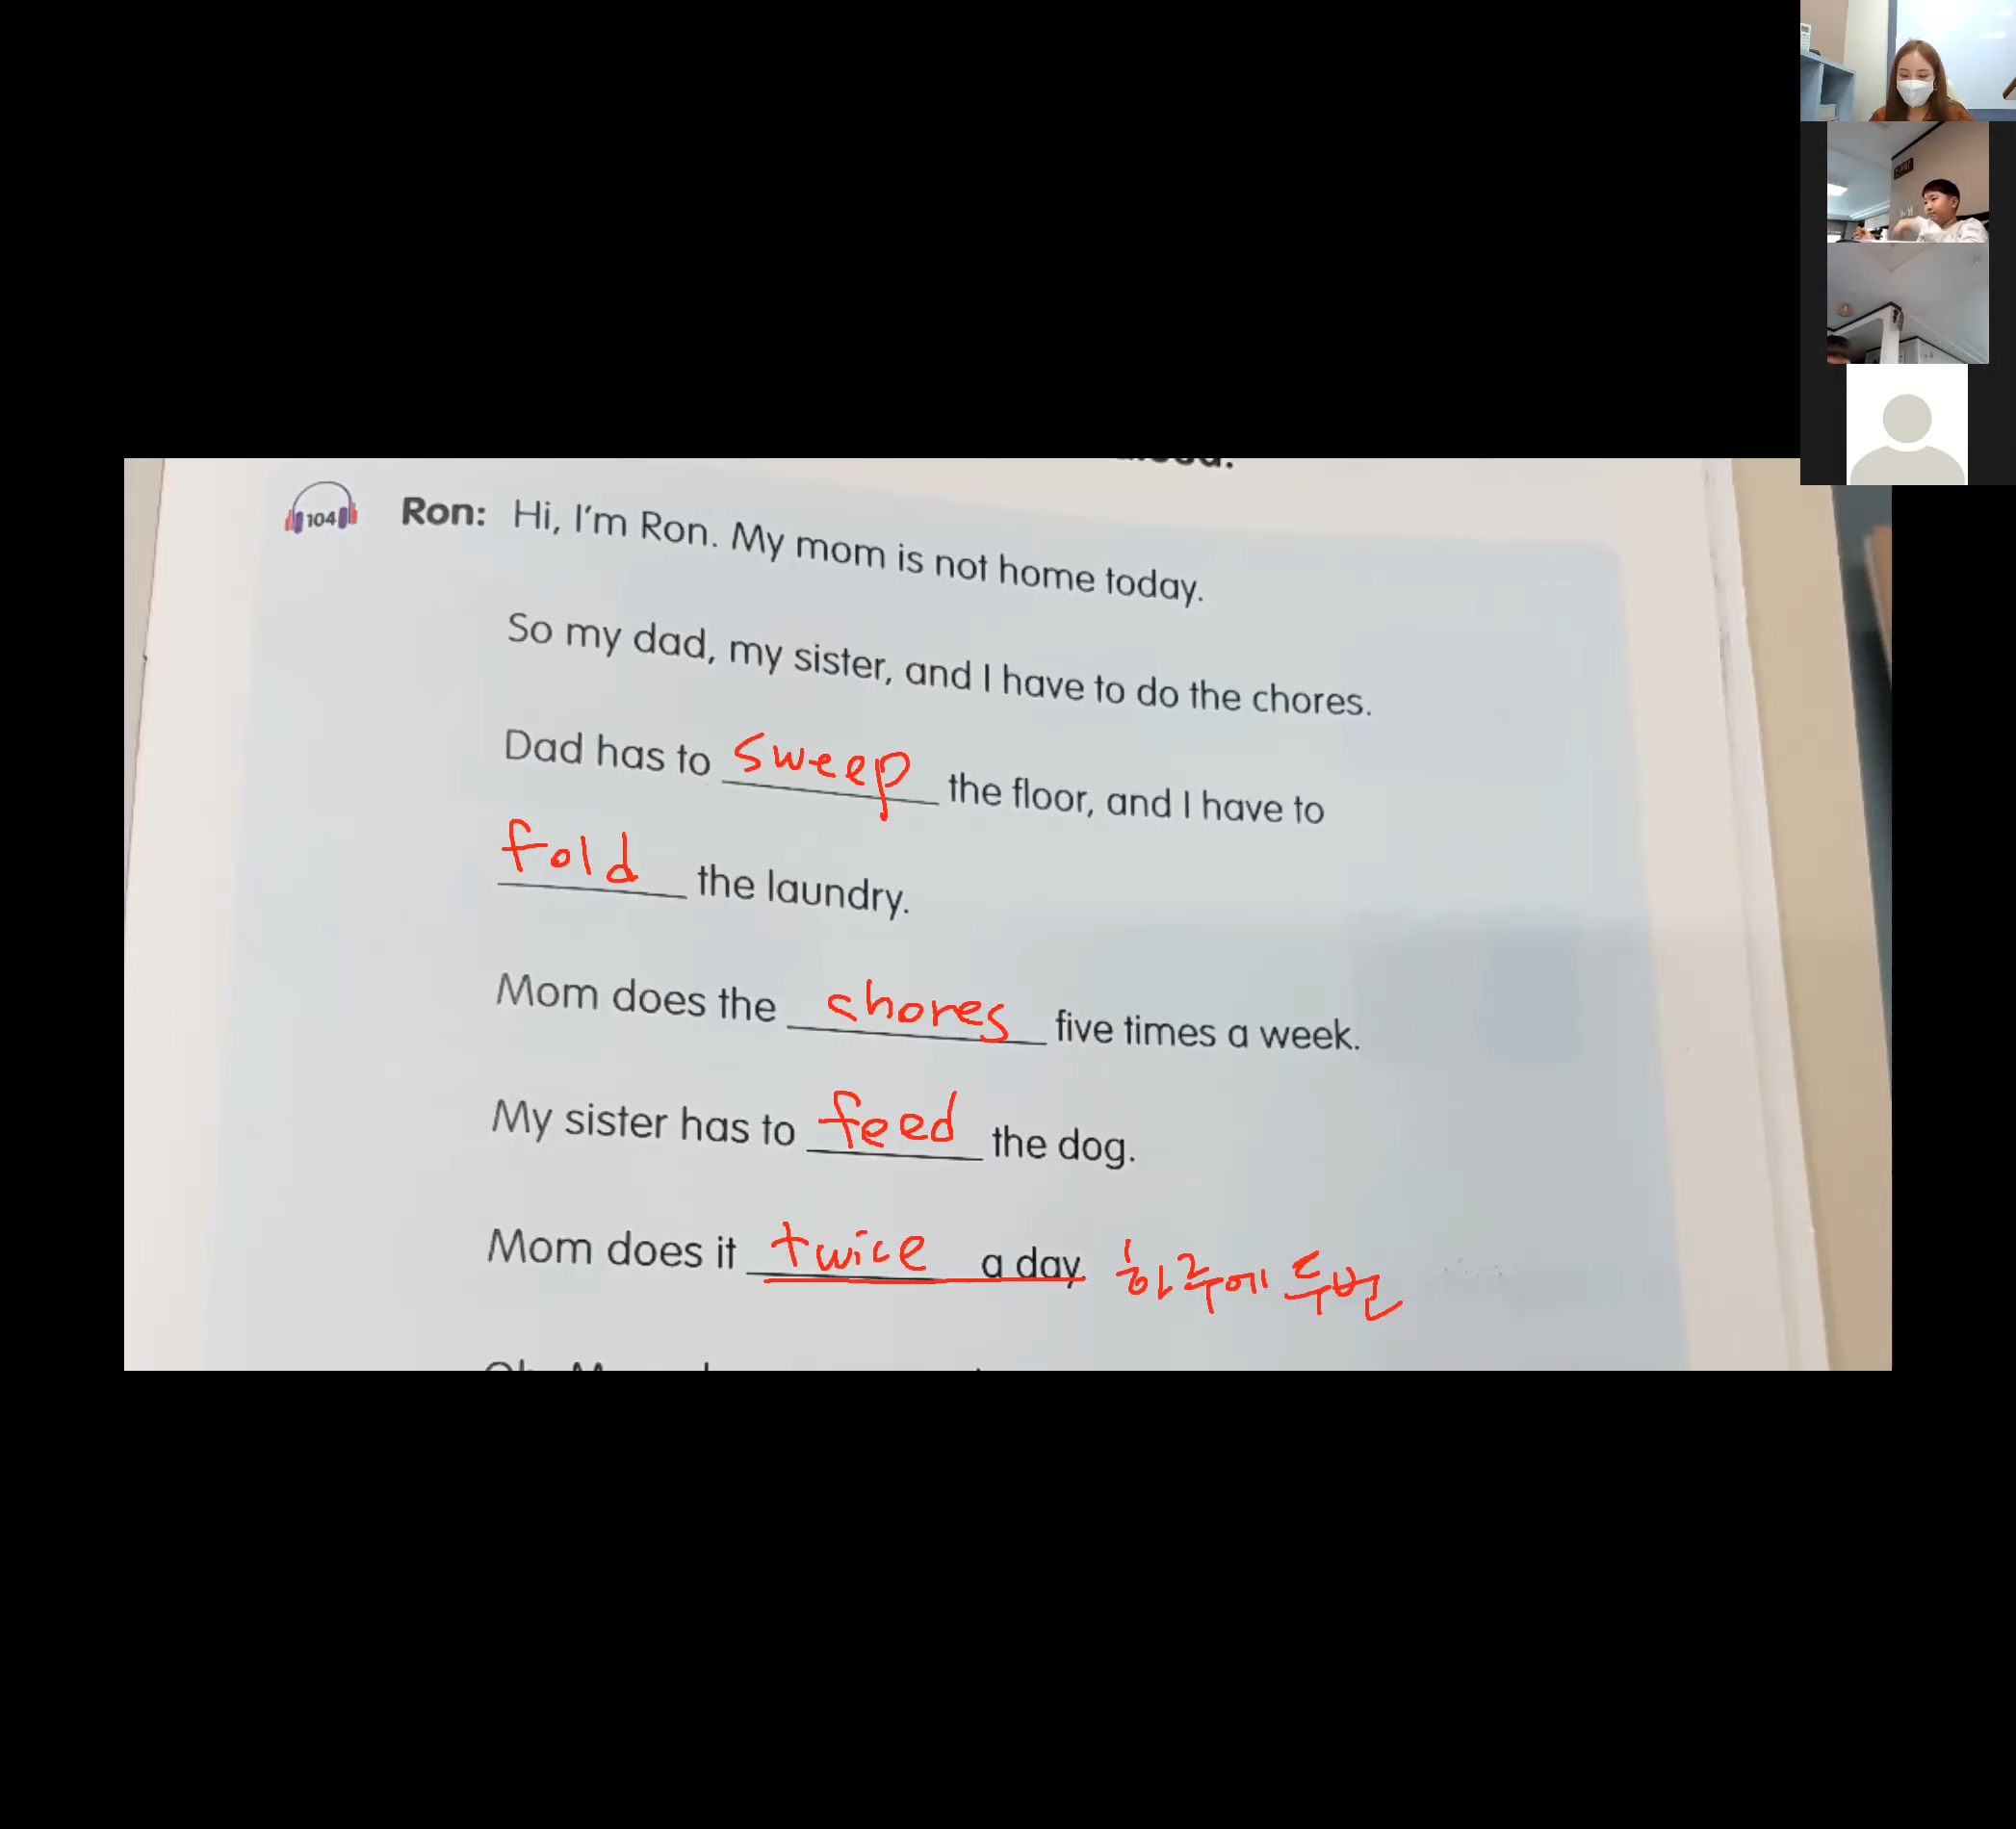 104 Ron: Hi, I'm Ron. My mom is not home today.
So my dad, my sister, and I have to do the chores.
Dad has to sweep the floor, and I have to
fold the laundry.
Mom does the chores five times a week.
My sister has to feed the dog.
Mom does it twice a day. 하루에 두번